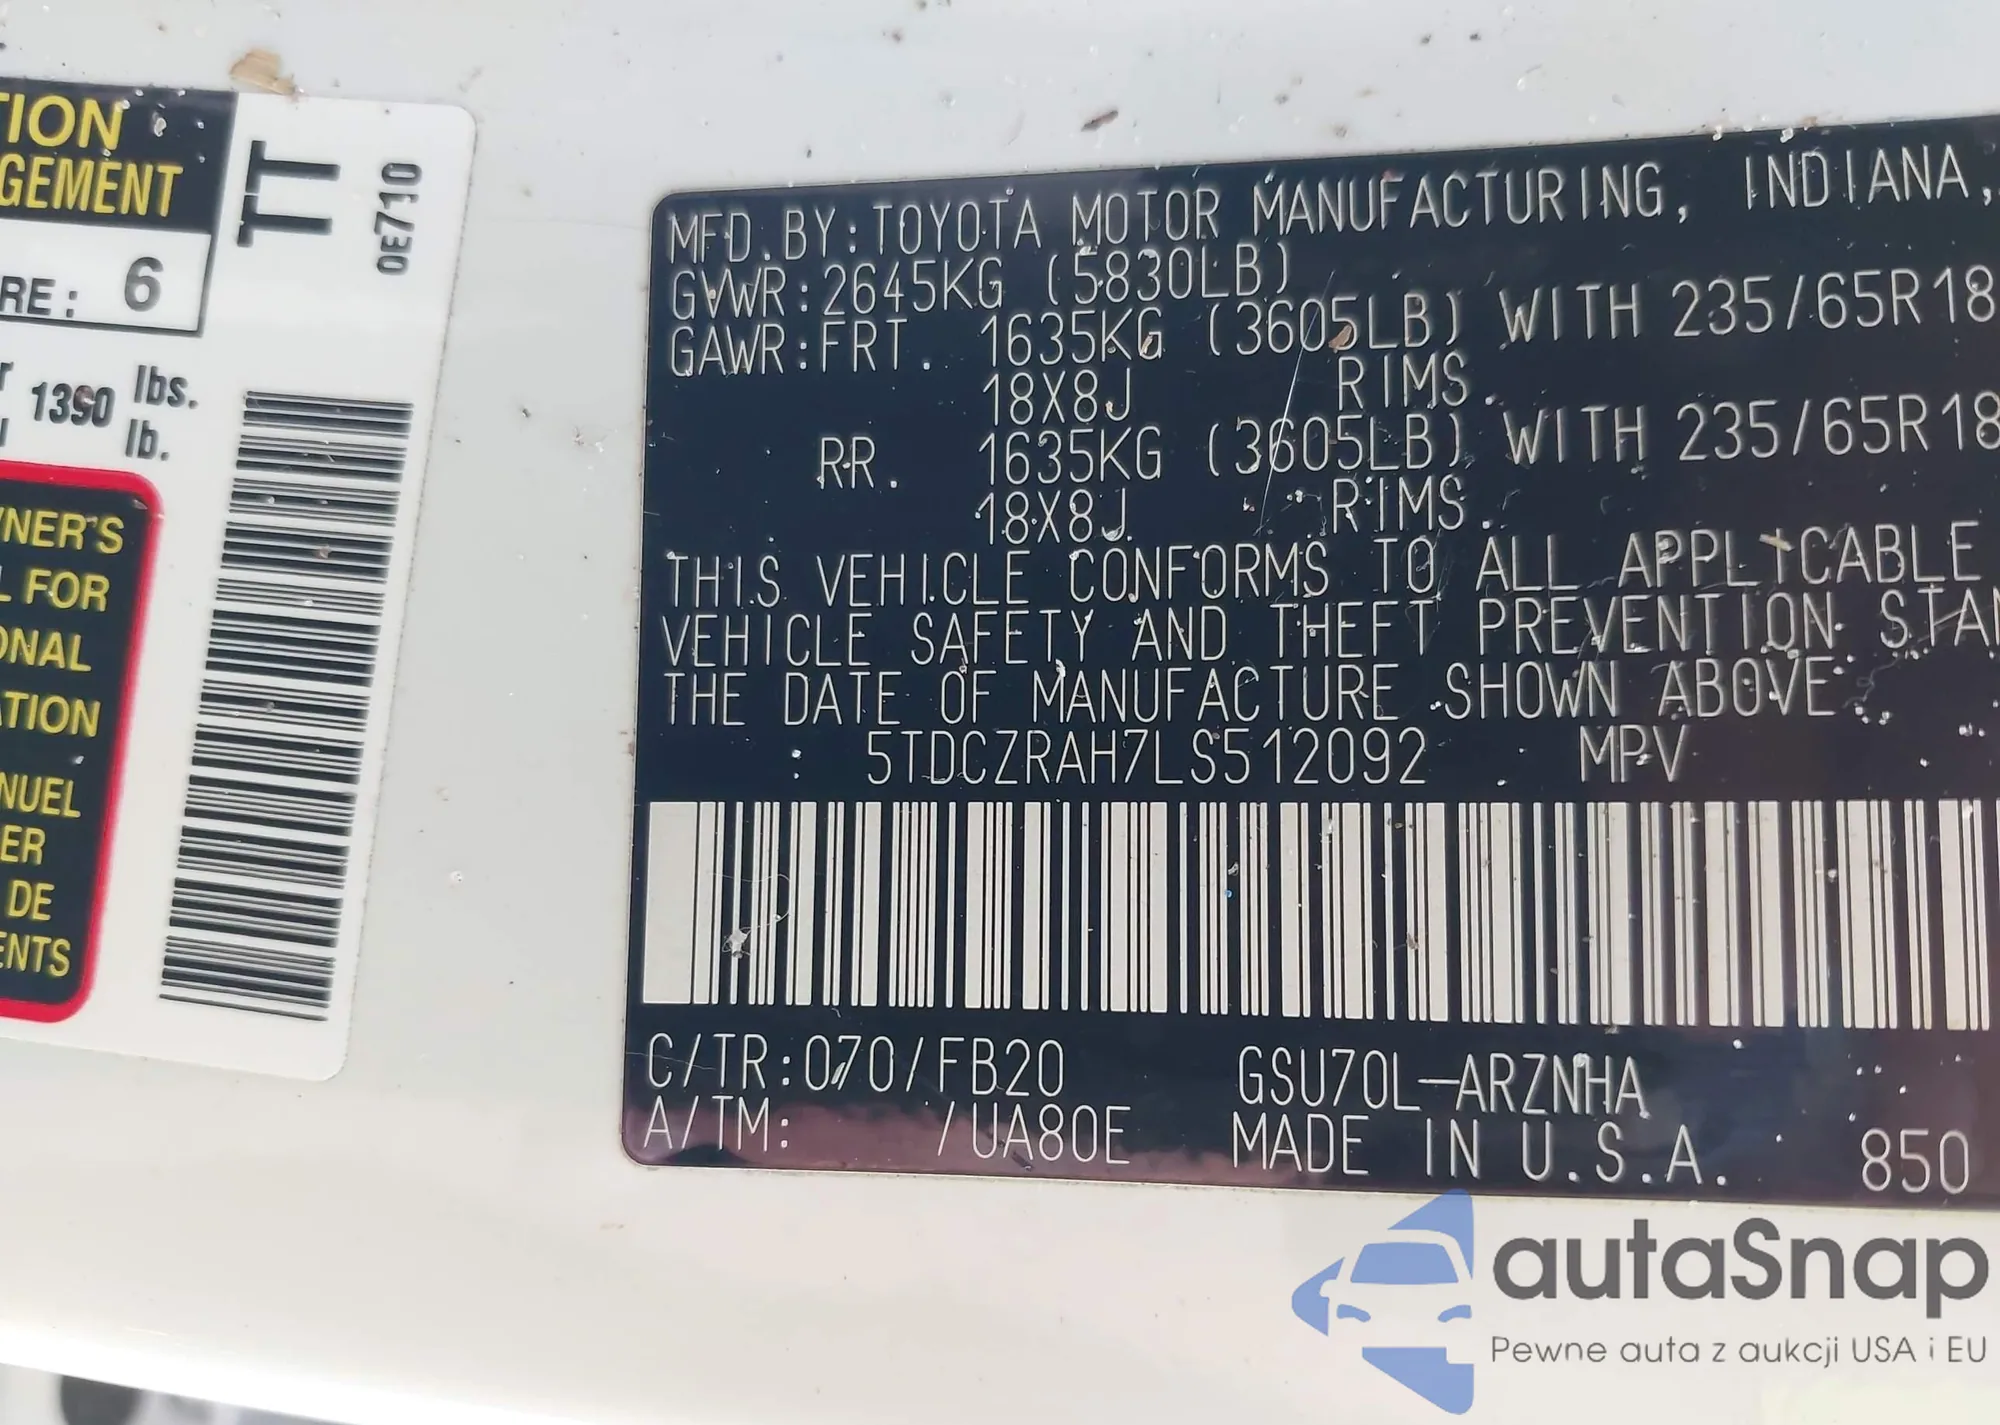 TION
GEMENT
RE: 6
1390 lbs.
lb.
WNER'S
L FOR
ONAL
ATION
NUEL
ER
DE
ENTS
TT
0E710
MFD. BY: TOYOTA MOTOR MANUFACTURING, INDIANA,
GVWR: 2645KG (5830LB)
GAWR: FRT. 1635KG (3605LB) WITH 235/65R18
18X8J RIMS.
RR. 1635KG (3605LB) WITH 235/65R18
18X8J RIMS.
THIS VEHICLE CONFORMS TO ALL APPLICABLE
VEHICLE SAFETY AND THEFT PREVENTION STAN
THE DATE OF MANUFACTURE SHOWN ABOVE.
: 5TDCZRAH7LS512092 MPV
C/TR: 070/FB20 GSU70L-ARZNHA
A/TM: /UA80E MADE IN U.S.A. 850
autaSnap
Pewne auta z aukcji USA i EU